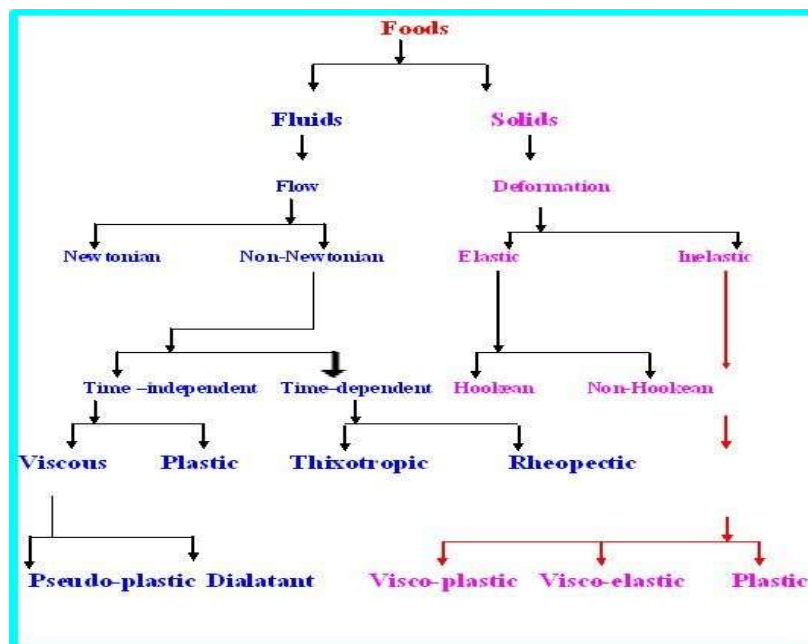 Foods
Fluids Solids
Flow Deformation
Newtonian Non-Newtonian Elastic Inelastic
Time –independent Time-dependent Hookean Non-Hookean
Viscous Plastic Thixotropic Rheopectic
Pseudo-plastic Dialatant Visco-plastic Visco-elastic Plastic